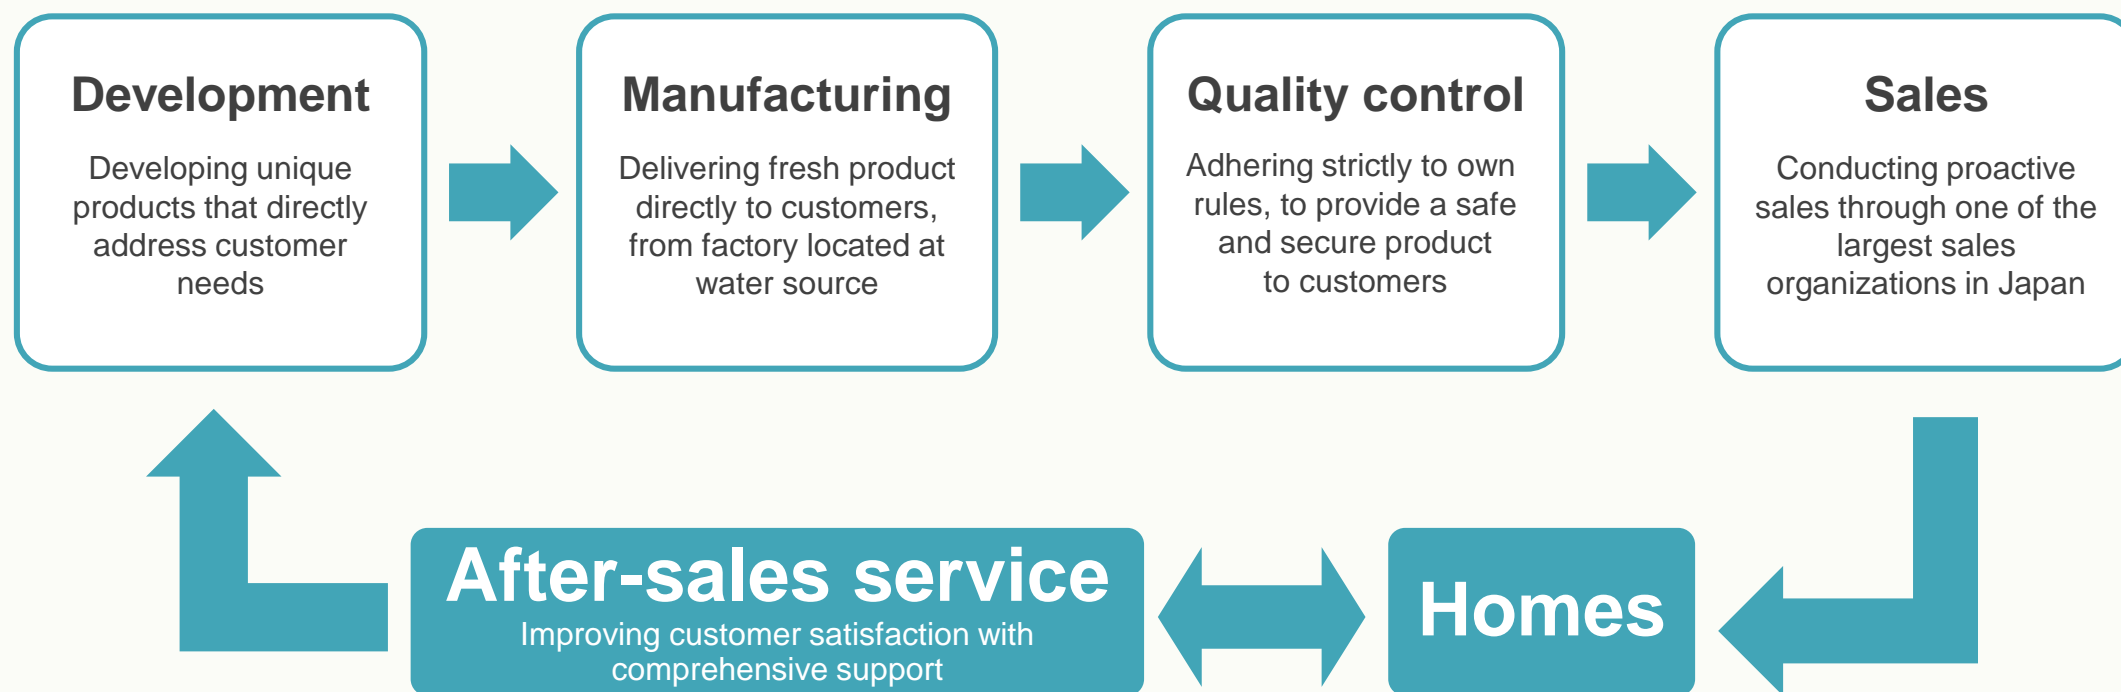 Development
Developing unique
products that directly
address customer
needs
Manufacturing
Delivering fresh product
directly to customers,
from factory located at
water source
Quality control
Adhering strictly to own
rules, to provide a safe
and secure product
to customers
Sales
Conducting proactive
sales through one of the
largest sales
organizations in Japan
After-sales service
Improving customer satisfaction with
comprehensive support
Homes